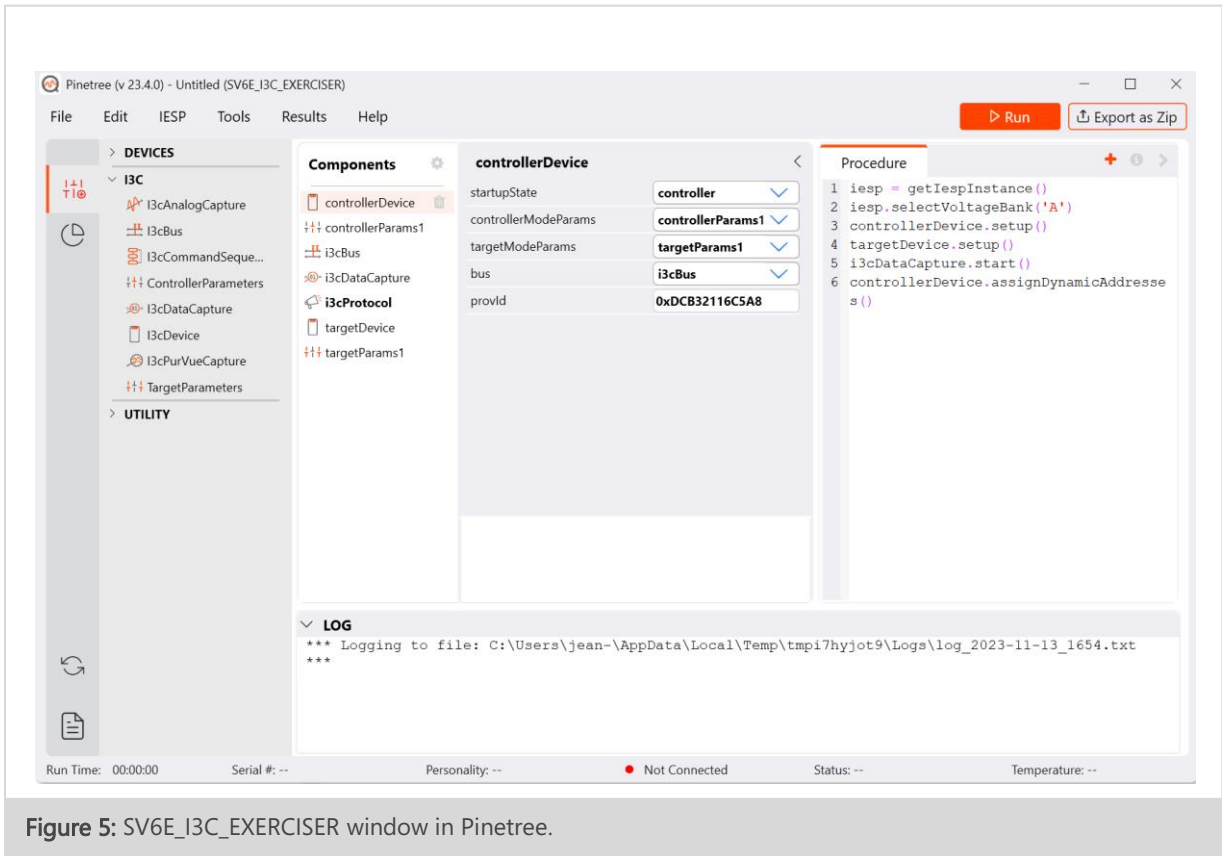 Pinetree (v 23.4.0) - Untitled (SV6E_I3C_EXERCISER)
File Edit IESP Tools Results Help
Run
Export as Zip
DEVICES
I3C
I3cAnalogCapture
I3cBus
I3cCommandSeque...
ControllerParameters
I3cDataCapture
I3cDevice
I3cPurVueCapture
TargetParameters
UTILITY
Components
controllerDevice
controllerParams1
i3cBus
i3cDataCapture
i3cProtocol
targetDevice
targetParams1
controllerDevice
startupState controller
controllerModeParams controllerParams1
targetModeParams targetParams1
bus i3cBus
provId 0xDCB32116C5A8
Procedure
1 iesp = getIespInstance()
2 iesp.selectVoltageBank('A')
3 controllerDevice.setup()
4 targetDevice.setup()
5 i3cDataCapture.start()
6 controllerDevice.assignDynamicAddresse
s()
LOG
*** Logging to file: C:\Users\jean-\AppData\Local\Temp\tmpi7hyjot9\Logs\log_2023-11-13_1654.txt
***
Run Time: 00:00:00 Serial #: -- Personality: -- Not Connected Status: -- Temperature: --
Figure 5: SV6E_I3C_EXERCISER window in Pinetree.